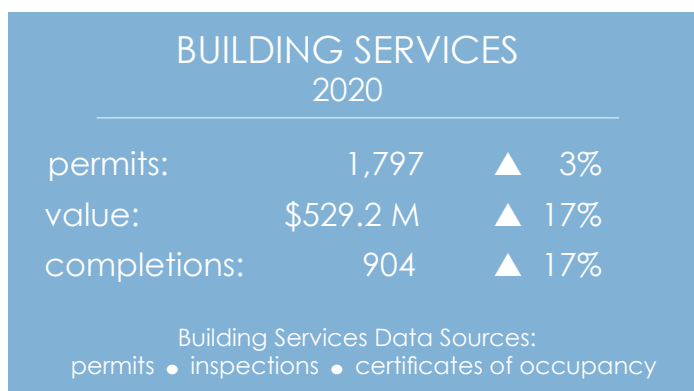 BUILDING SERVICES
2020
permits: 1,797 ▲ 3%
value: $529.2 M ▲ 17%
completions: 904 ▲ 17%
Building Services Data Sources:
permits ● inspections ● certificates of occupancy